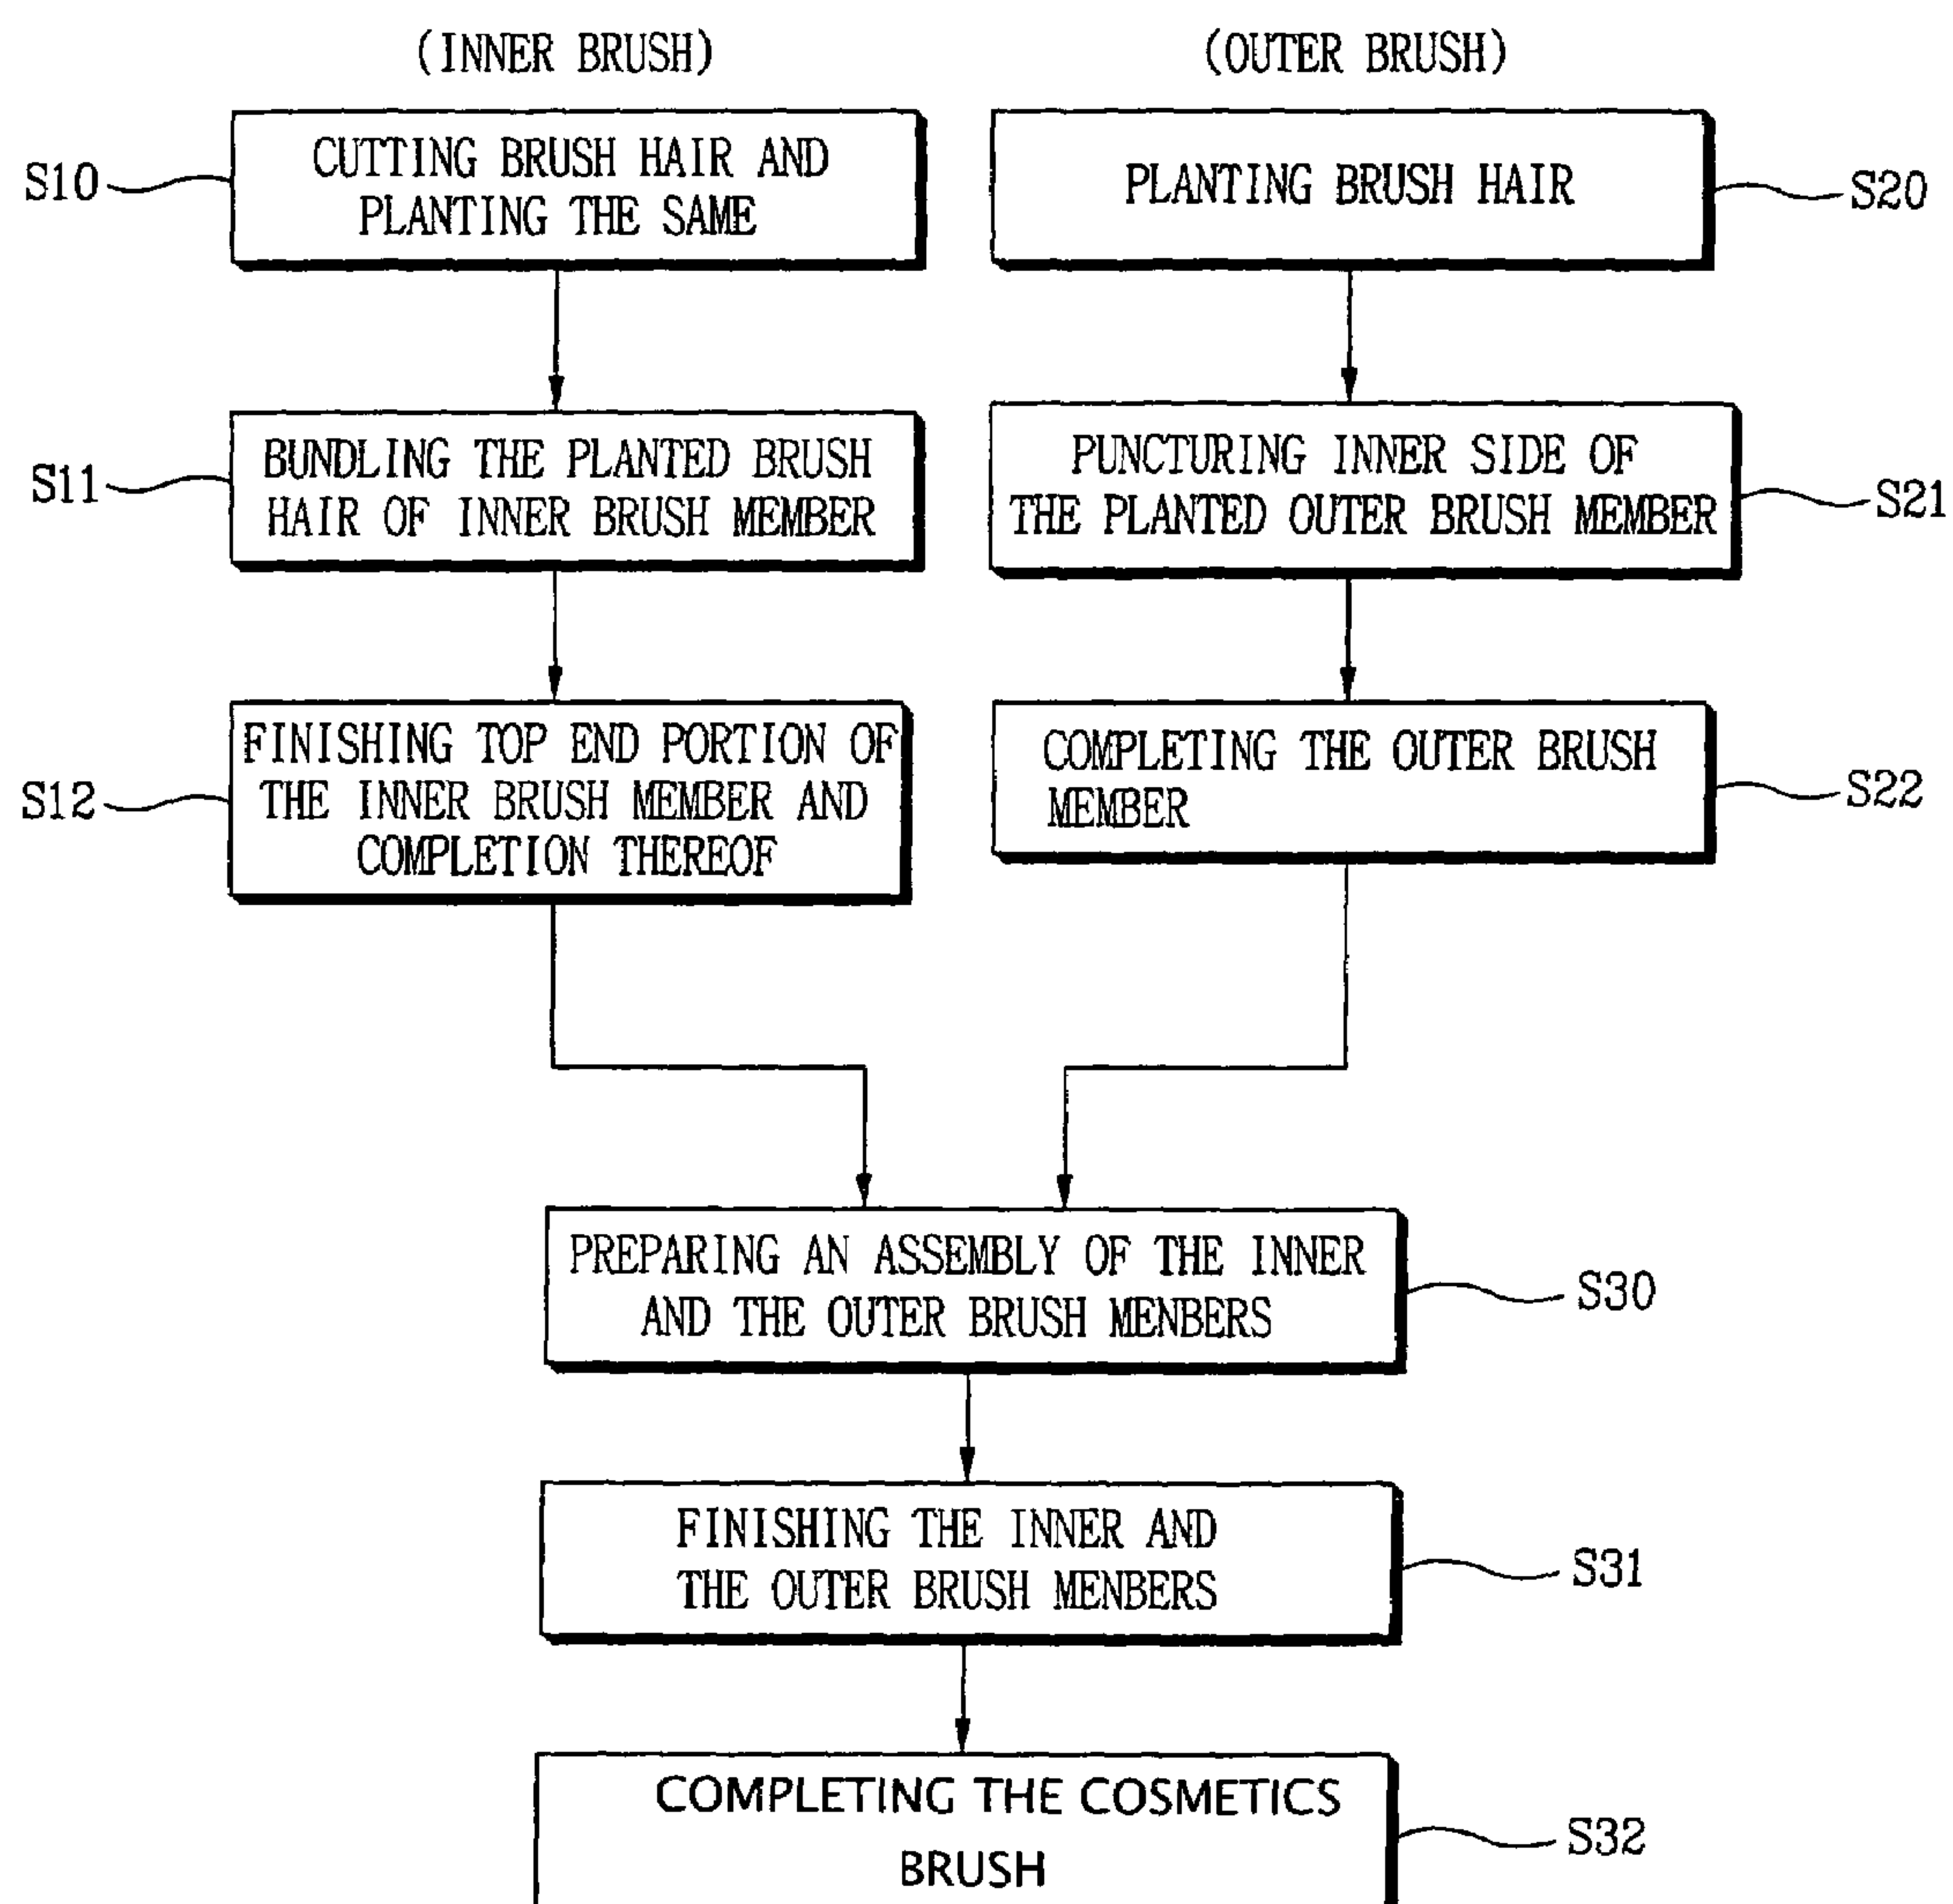 (INNER BRUSH)
(OUTER BRUSH)
S10
CUTTING BRUSH HAIR AND
PLANTING THE SAME
PLANTING BRUSH HAIR
S20
S11
BUNDLING THE PLANTED BRUSH
HAIR OF INNER BRUSH MEMBER
PUNCTURING INNER SIDE OF
THE PLANTED OUTER BRUSH MEMBER
S21
S12
FINISHING TOP END PORTION OF
THE INNER BRUSH MEMBER AND
COMPLETION THEREOF
COMPLETING THE OUTER BRUSH
MEMBER
S22
PREPARING AN ASSEMBLY OF THE INNER
AND THE OUTER BRUSH MENBERS
S30
FINISHING THE INNER AND
THE OUTER BRUSH MENBERS
S31
COMPLETING THE COSMETICS
BRUSH
S32